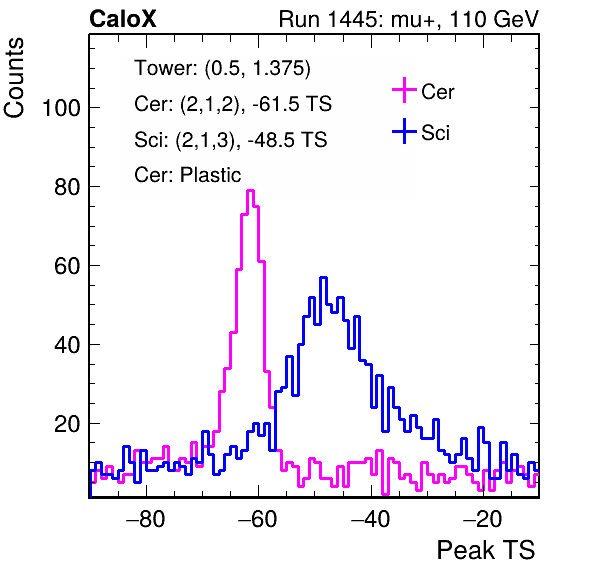 CaloX Run 1445: mu+, 110 GeV
Counts
Tower: (0.5, 1.375)
Cer: (2,1,2), -61.5 TS
Sci: (2,1,3), -48.5 TS
Cer: Plastic
Cer
Sci
100
80
60
40
20
−80 −60 −40 −20
Peak TS